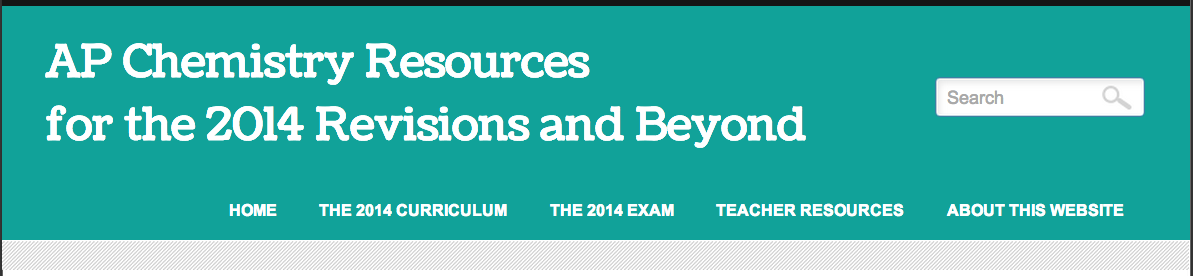 AP Chemistry Resources
for the 2014 Revisions and Beyond
Search
HOME THE 2014 CURRICULUM THE 2014 EXAM TEACHER RESOURCES ABOUT THIS WEBSITE